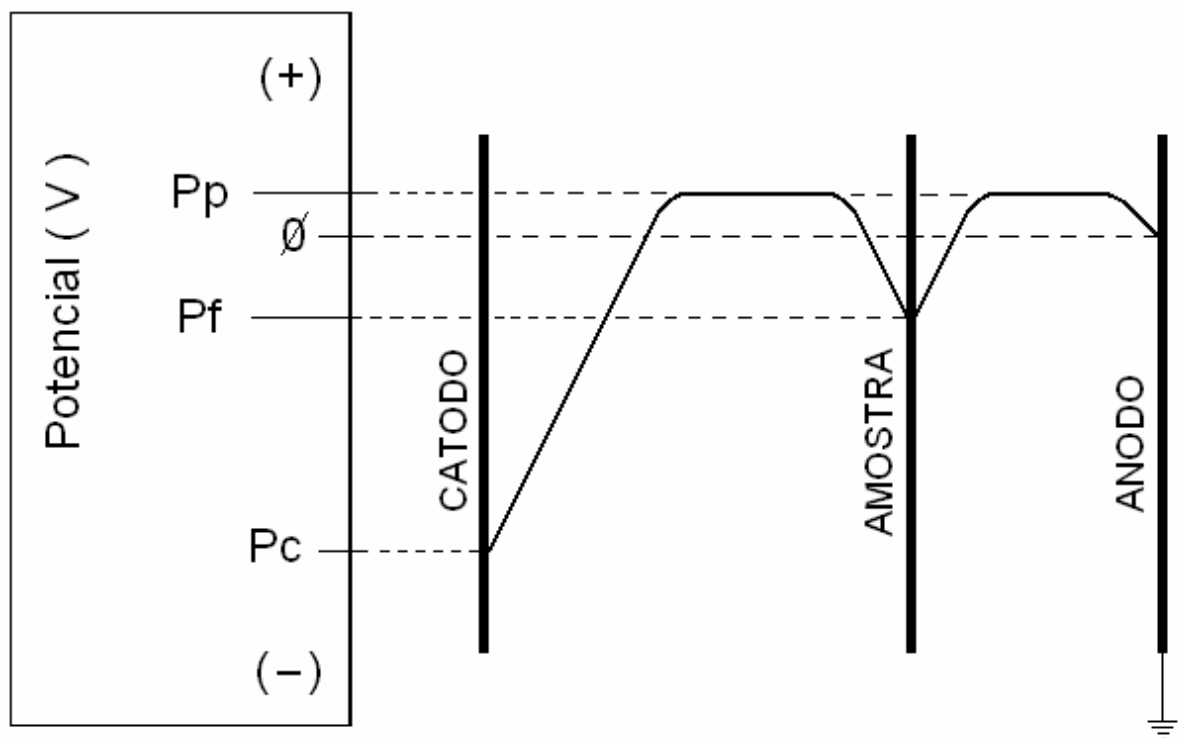 (+)
Potencial ( V )
Pp
Ø
Pf
Pc
(−)
CATODO
AMOSTRA
ANODO